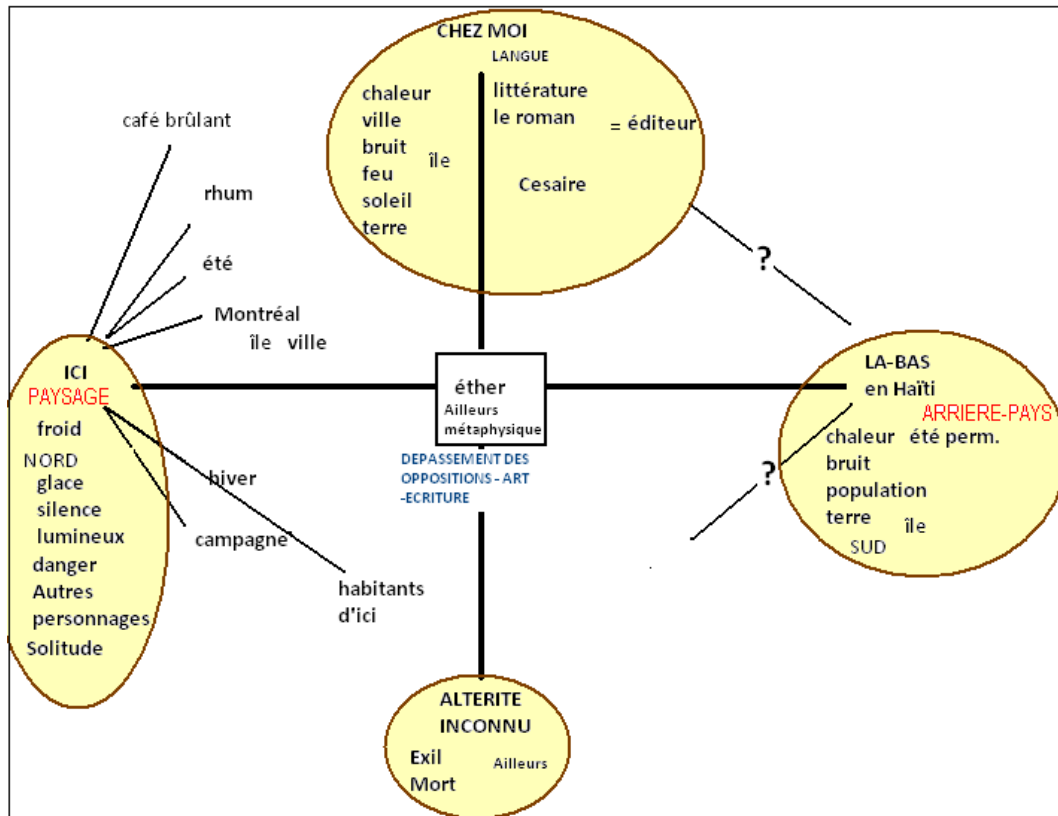 CHEZ MOI
LANGUE
chaleur
ville
bruit
feu
soleil
terre
île
littérature
le roman
= éditeur
Cesaire
café brûlant
rhum
été
Montréal
île ville
?
ICI
PAYSAGE
froid
NORD
glace
silence
lumineux
danger
Autres
personnages
Solitude
hiver
campagne
habitants
d'ici
éther
Ailleurs
métaphysique
DEPASSEMENT DES
OPPOSITIONS - ART
-ECRITURE
LA-BAS
en Haïti
ARRIERE-PAYS
chaleur été perm.
bruit
population
terre
île
SUD
?
ALTERITE
INCONNU
Exil
Mort
Ailleurs